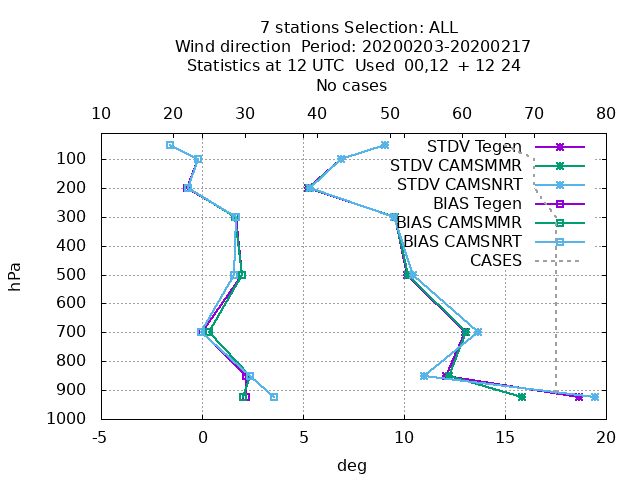 7 stations Selection: ALL
Wind direction  Period: 20200203-20200217
Statistics at 12 UTC  Used  00,12  + 12 24
No cases
10 20 30 40 50 60 70 80
STDV Tegen
STDV CAMSMMR
STDV CAMSNRT
BIAS Tegen
BIAS CAMSMMR
BIAS CAMSNRT
CASES
hPa
100
200
300
400
500
600
700
800
900
1000
-5 0 5 10 15 20
deg